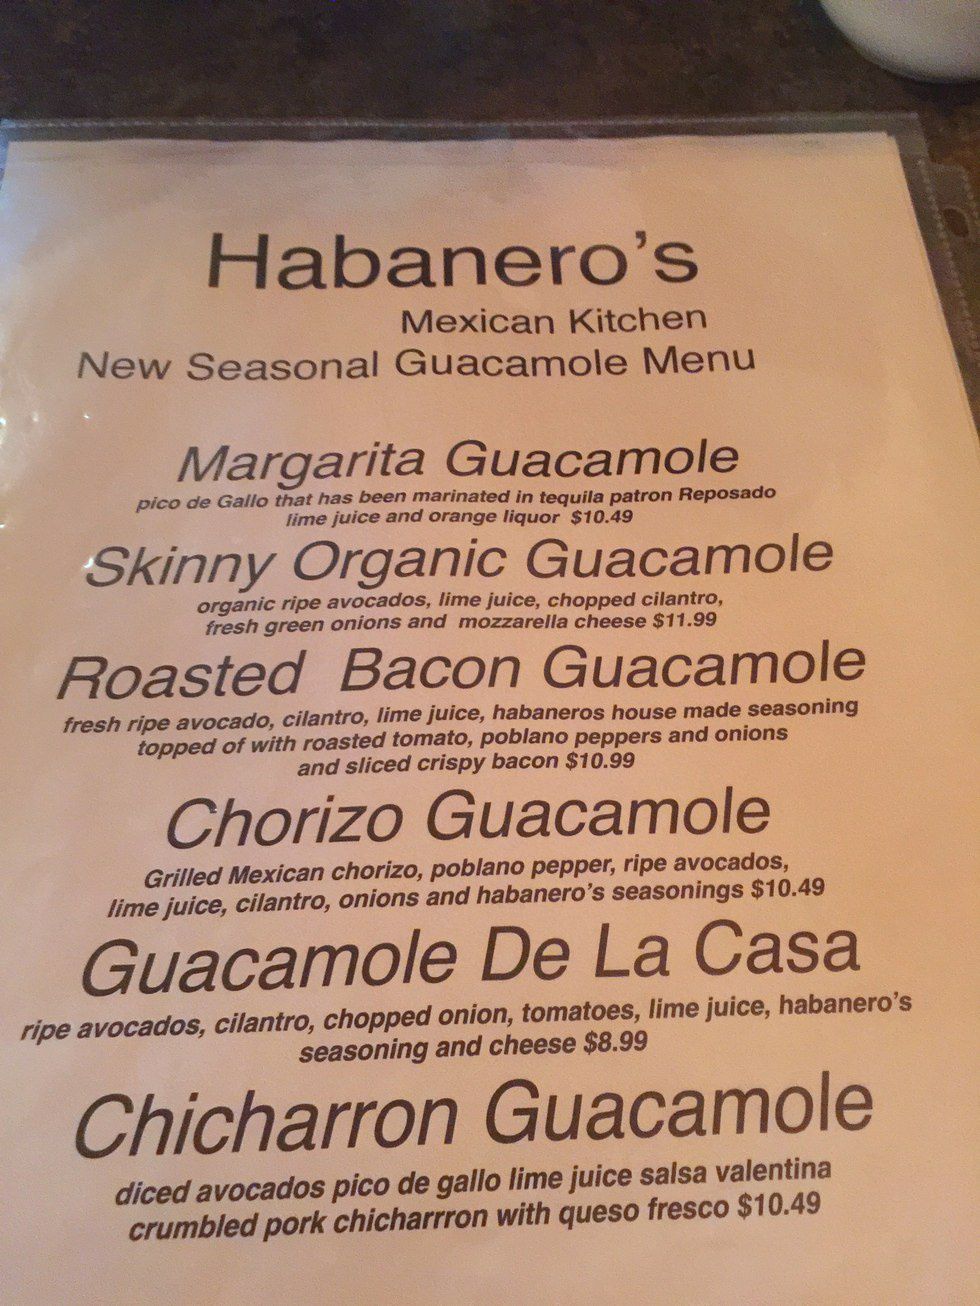 Habanero's
Mexican Kitchen
New Seasonal Guacamole Menu
Margarita Guacamole
pico de Gallo that has been marinated in tequila patron Reposado
lime juice and orange liquor $10.49
Skinny Organic Guacamole
organic ripe avocados, lime juice, chopped cilantro,
fresh green onions and mozzarella cheese $11.99
Roasted Bacon Guacamole
fresh ripe avocado, cilantro, lime juice, habaneros house made seasoning
topped of with roasted tomato, poblano peppers and onions
and sliced crispy bacon $10.99
Chorizo Guacamole
Grilled Mexican chorizo, poblano pepper, ripe avocados,
lime juice, cilantro, onions and habanero's seasonings $10.49
Guacamole De La Casa
ripe avocados, cilantro, chopped onion, tomatoes, lime juice, habanero's
seasoning and cheese $8.99
Chicharron Guacamole
diced avocados pico de gallo lime juice salsa valentina
crumbled pork chicharrron with queso fresco $10.49